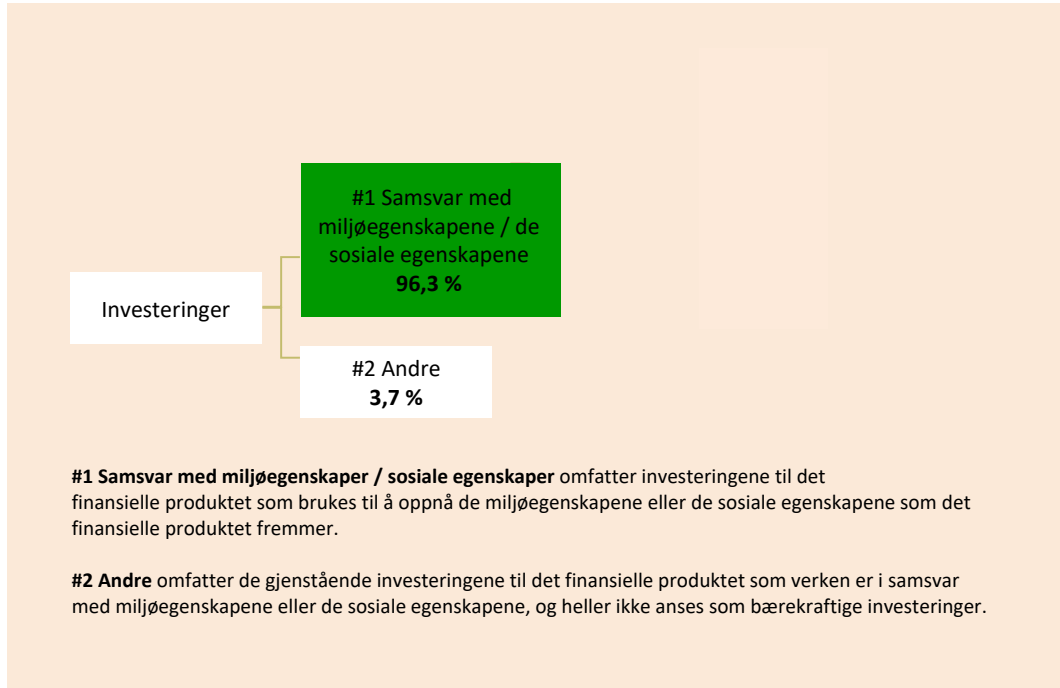 #1 Samsvar med
miljøegenskapene / de
sosiale egenskapene
96,3 %
Investeringer
#2 Andre
3,7 %
#1 Samsvar med miljøegenskaper / sosiale egenskaper omfatter investeringene til det
finansielle produktet som brukes til å oppnå de miljøegenskapene eller de sosiale egenskapene som det
finansielle produktet fremmer.
#2 Andre omfatter de gjenstående investeringene til det finansielle produktet som verken er i samsvar
med miljøegenskapene eller de sosiale egenskapene, og heller ikke anses som bærekraftige investeringer.